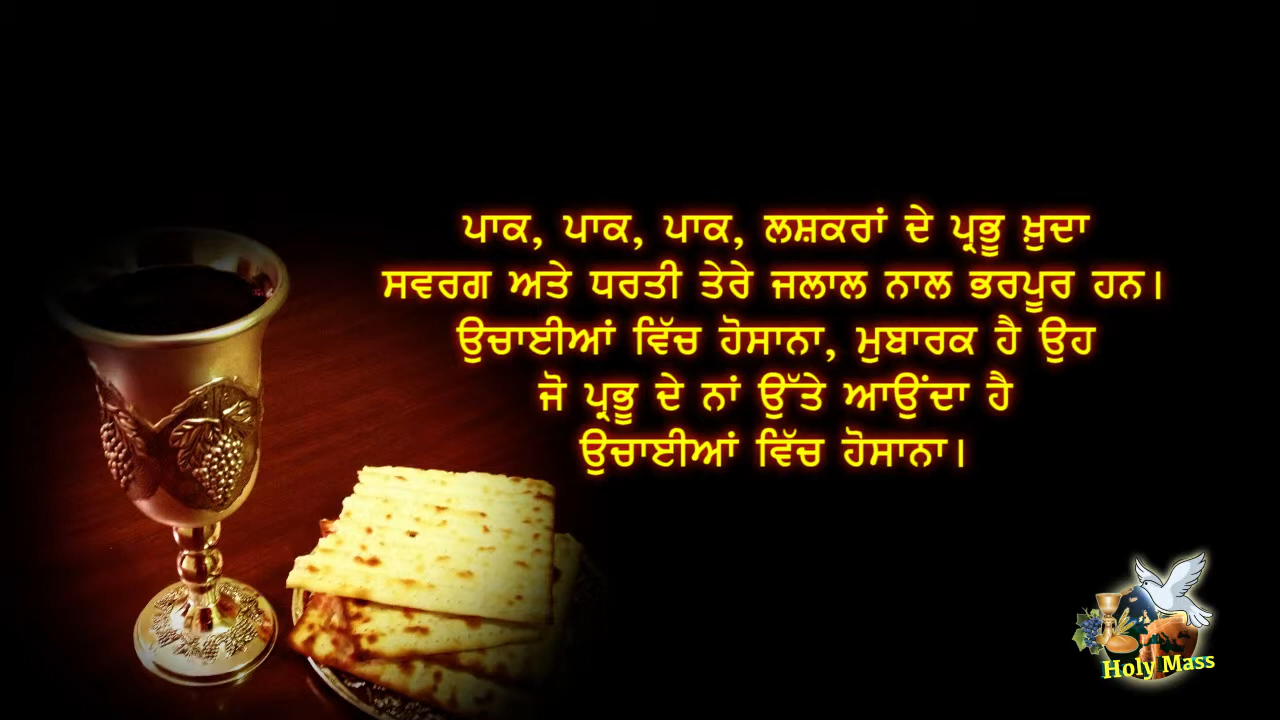 ਪਾਕ, ਪਾਕ, ਪਾਕ, ਲਸ਼ਕਰਾਂ ਦੇ ਪ੍ਰਭੂ ਖ਼ੁਦਾ
ਸਵਰਗ ਅਤੇ ਧਰਤੀ ਤੇਰੇ ਜਲਾਲ ਨਾਲ ਭਰਪੂਰ ਹਨ।
ਉਚਾਈਆਂ ਵਿੱਚ ਹੋਸਾਨਾ, ਮੁਬਾਰਕ ਹੈ ਉਹ
ਜੋ ਪ੍ਰਭੂ ਦੇ ਨਾਂ ਉੱਤੇ ਆਉਂਦਾ ਹੈ
ਉਚਾਈਆਂ ਵਿੱਚ ਹੋਸਾਨਾ।
Holy Mass